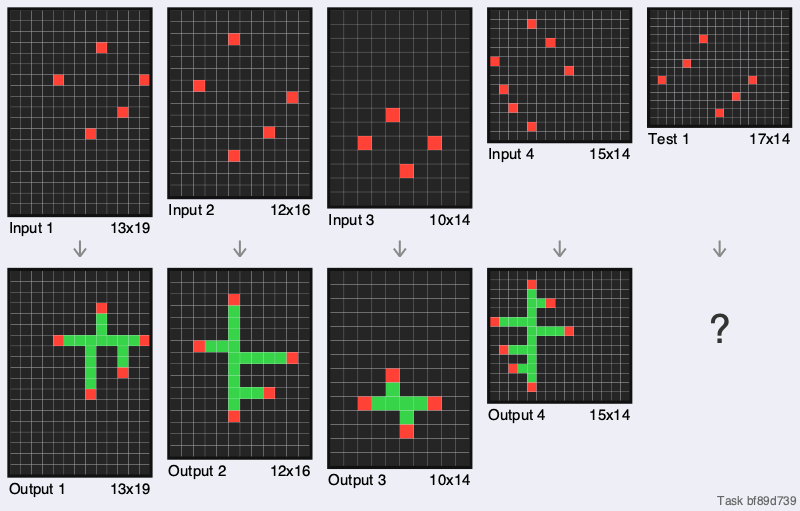 Input 1 13x19
Input 2 12x16
Input 3 10x14
Input 4 15x14
Test 1 17x14
?
Output 1 13x19
Output 2 12x16
Output 3 10x14
Output 4 15x14
Task bf89d739